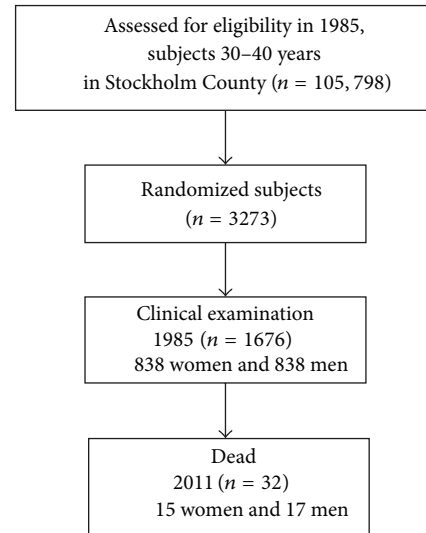 Assessed for eligibility in 1985,
subjects 30–40 years
in Stockholm County (n = 105, 798)
Randomized subjects
(n = 3273)
Clinical examination
1985 (n = 1676)
838 women and 838 men
Dead
2011 (n = 32)
15 women and 17 men